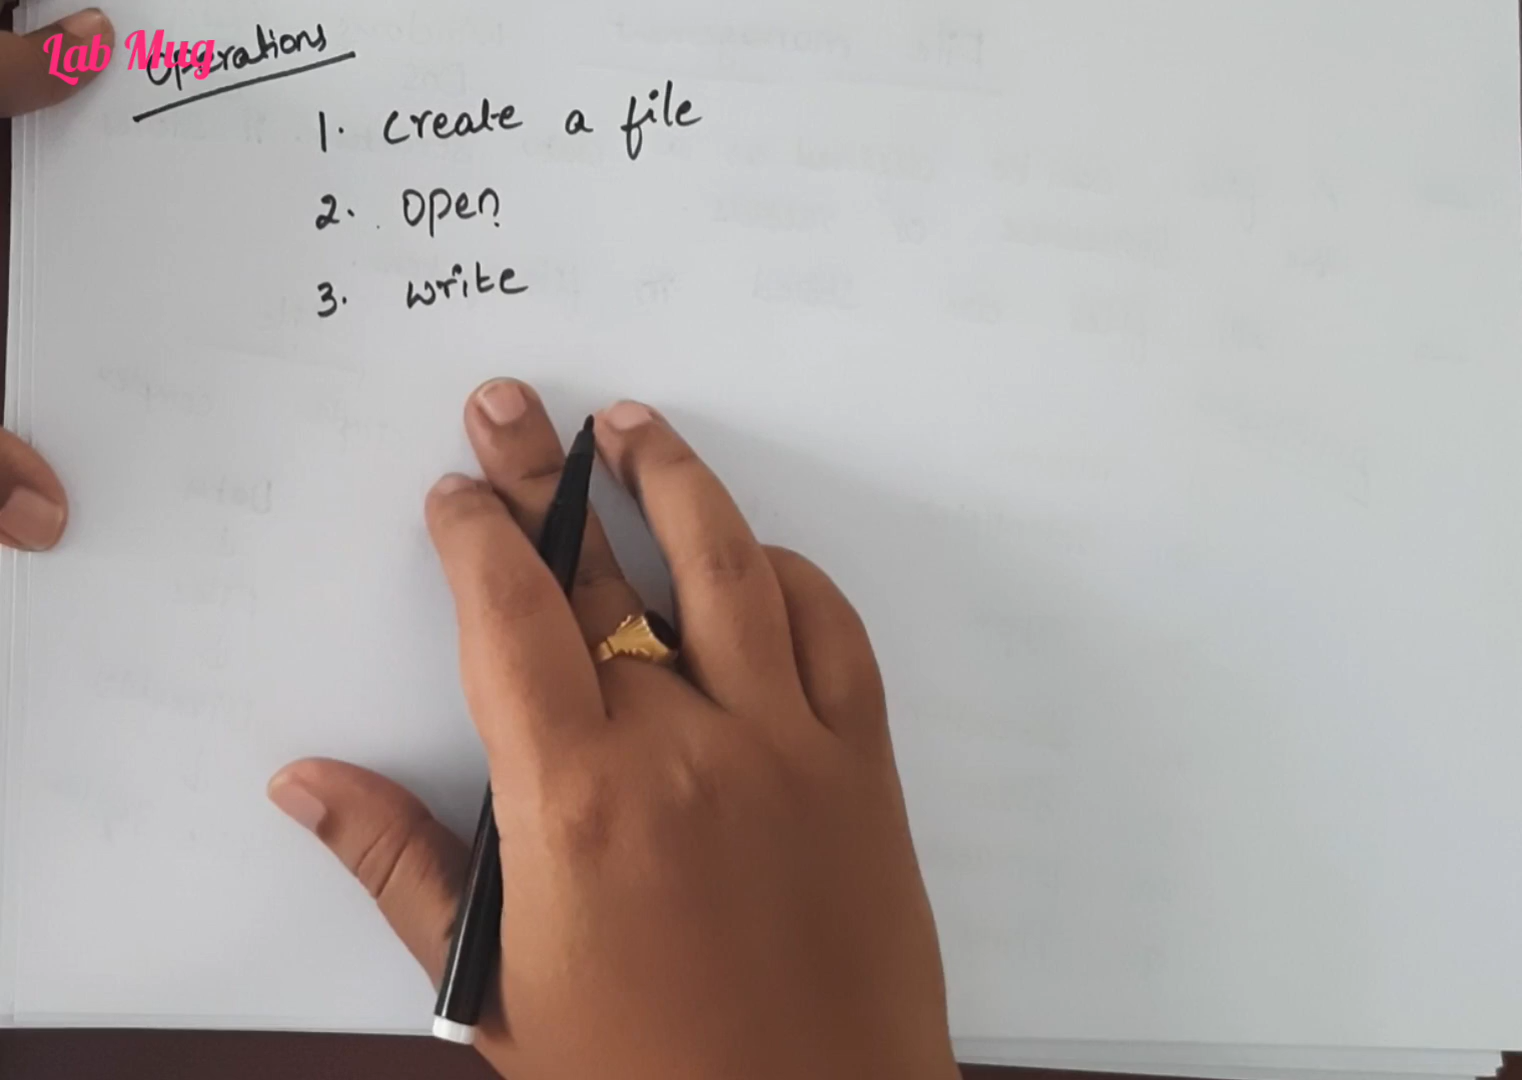 Lab Mug
Operations
1. Create a file
2. Open
3. write